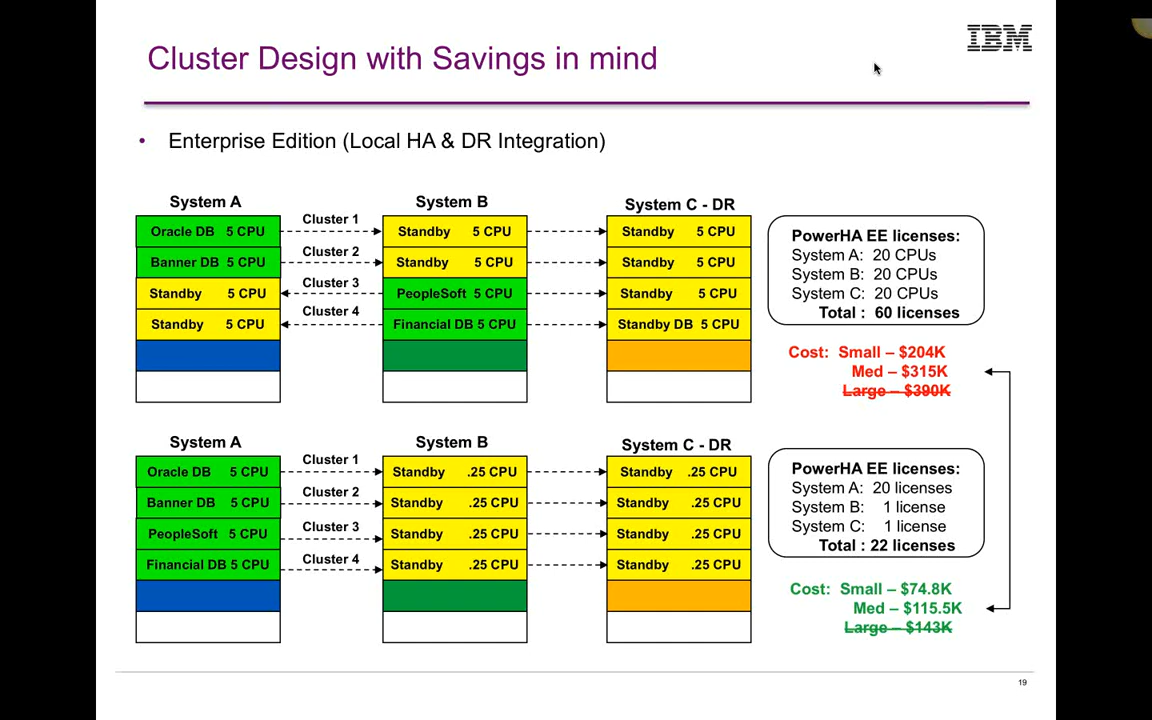 IBM
Cluster Design with Savings in mind
• Enterprise Edition (Local HA & DR Integration)
System A
System B
System C - DR
Oracle DB 5 CPU
Cluster 1
Standby 5 CPU
Standby 5 CPU
Banner DB 5 CPU
Cluster 2
Standby 5 CPU
Standby 5 CPU
Standby 5 CPU
Cluster 3
PeopleSoft 5 CPU
Standby 5 CPU
Standby 5 CPU
Cluster 4
Financial DB 5 CPU
Standby DB 5 CPU
PowerHA EE licenses:
System A: 20 CPUs
System B: 20 CPUs
System C: 20 CPUs
Total : 60 licenses
Cost: Small – $204K
Med – $315K
Large – $390K
System A
System B
System C - DR
Oracle DB 5 CPU
Cluster 1
Standby .25 CPU
Standby .25 CPU
Banner DB 5 CPU
Cluster 2
Standby .25 CPU
Standby .25 CPU
PeopleSoft 5 CPU
Cluster 3
Standby .25 CPU
Standby .25 CPU
Financial DB 5 CPU
Cluster 4
Standby .25 CPU
Standby .25 CPU
PowerHA EE licenses:
System A: 20 licenses
System B: 1 license
System C: 1 license
Total : 22 licenses
Cost: Small – $74.8K
Med – $115.5K
Large – $143K
19